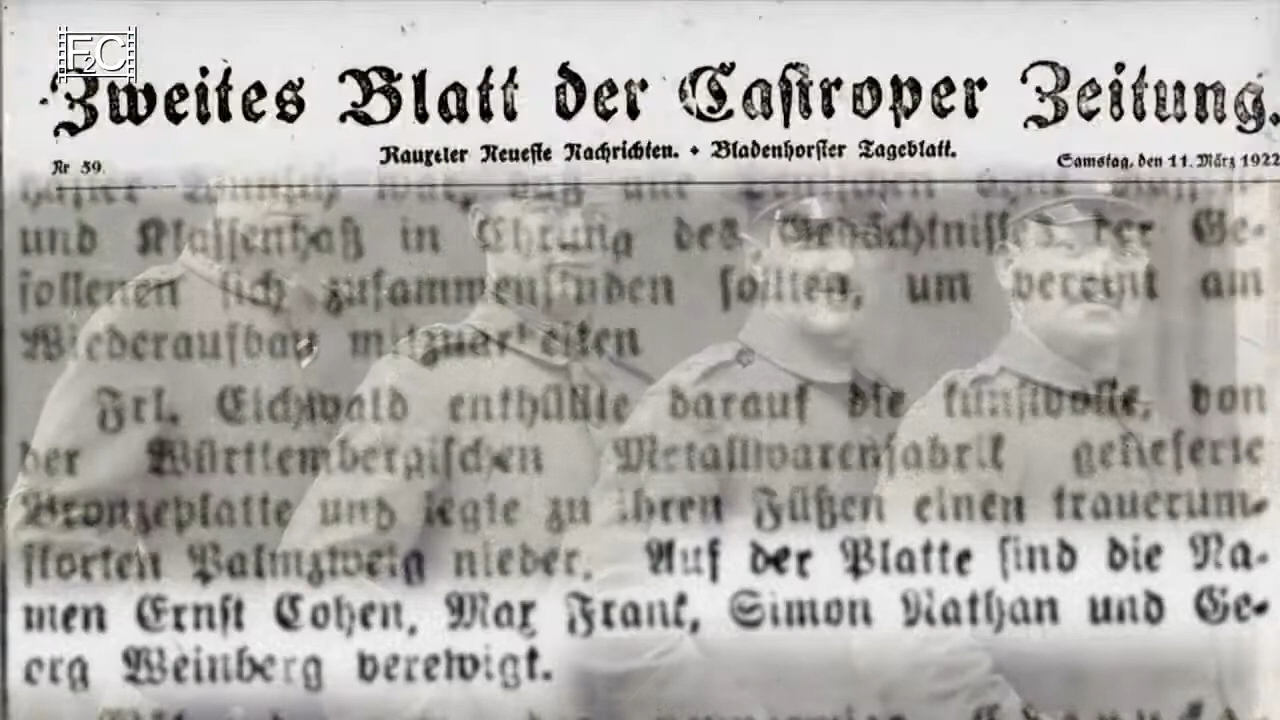 F2C
Zweites Blatt der Castroper Zeitung.
Rauxeler Neueste Nachrichten. • Bladenhorster Tageblatt.
Nr 59.
Samstag, den 11. März 1922
und Klassenhaß in Ehrung des Gedächtnisses der Ge-
fallenen sich zusammenfinden sollten, um vereint am
Wiederaufbau mitzuarbeiten
Frl. Eichwald enthüllte darauf die kunstvolle, von
der Württembergischen Metallwarenfabrik gelieferte
Bronzeplatte und legte zu ihren Füßen einen trauerum-
florten Palmzweig nieder. Auf der Platte sind die Na-
men Ernst Cohen, Max Frank, Simon Nathan und Ge-
org Weinberg verewigt.